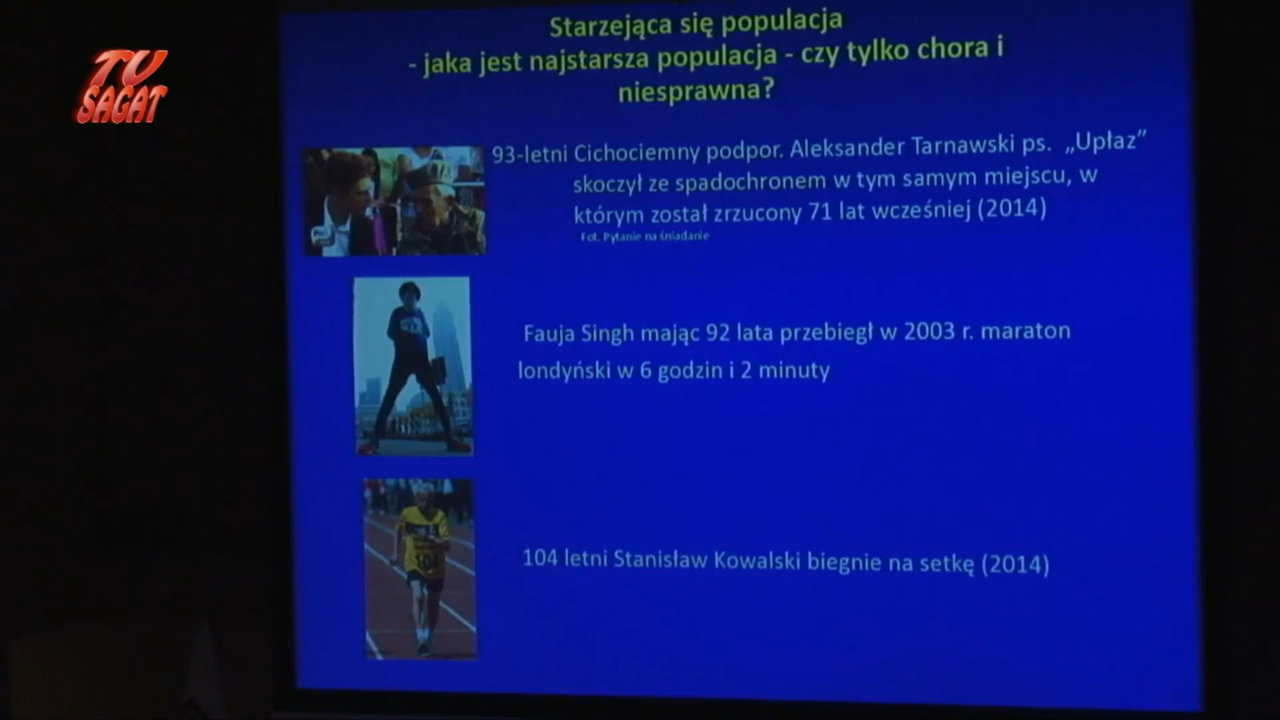 TV
SAGAT
Starzejąca się populacja
- jaka jest najstarsza populacja - czy tylko chora i
niesprawna?
93-letni Cichociemny podpor. Aleksander Tarnawski ps. „Upłaz”
skoczył ze spadochronem w tym samym miejscu, w
którym został zrzucony 71 lat wcześniej (2014)
Fot. Pytanie na śniadanie
Fauja Singh mając 92 lata przebiegł w 2003 r. maraton
londyński w 6 godzin i 2 minuty
104 letni Stanisław Kowalski biegnie na setkę (2014)